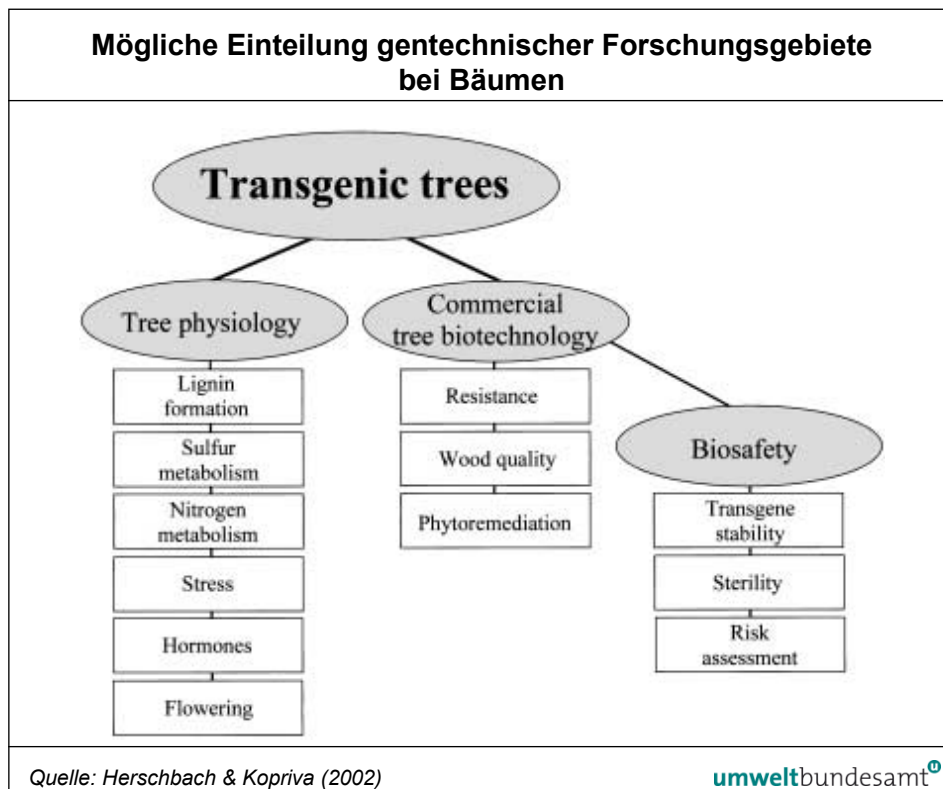 Mögliche Einteilung gentechnischer Forschungsgebiete
bei Bäumen
Transgenic trees
Tree physiology
Lignin
formation
Sulfur
metabolism
Nitrogen
metabolism
Stress
Hormones
Flowering
Commercial
tree biotechnology
Resistance
Wood quality
Phytoremediation
Biosafety
Transgene
stability
Sterility
Risk
assessment
Quelle: Herschbach & Kopriva (2002)
umweltbundesamt u